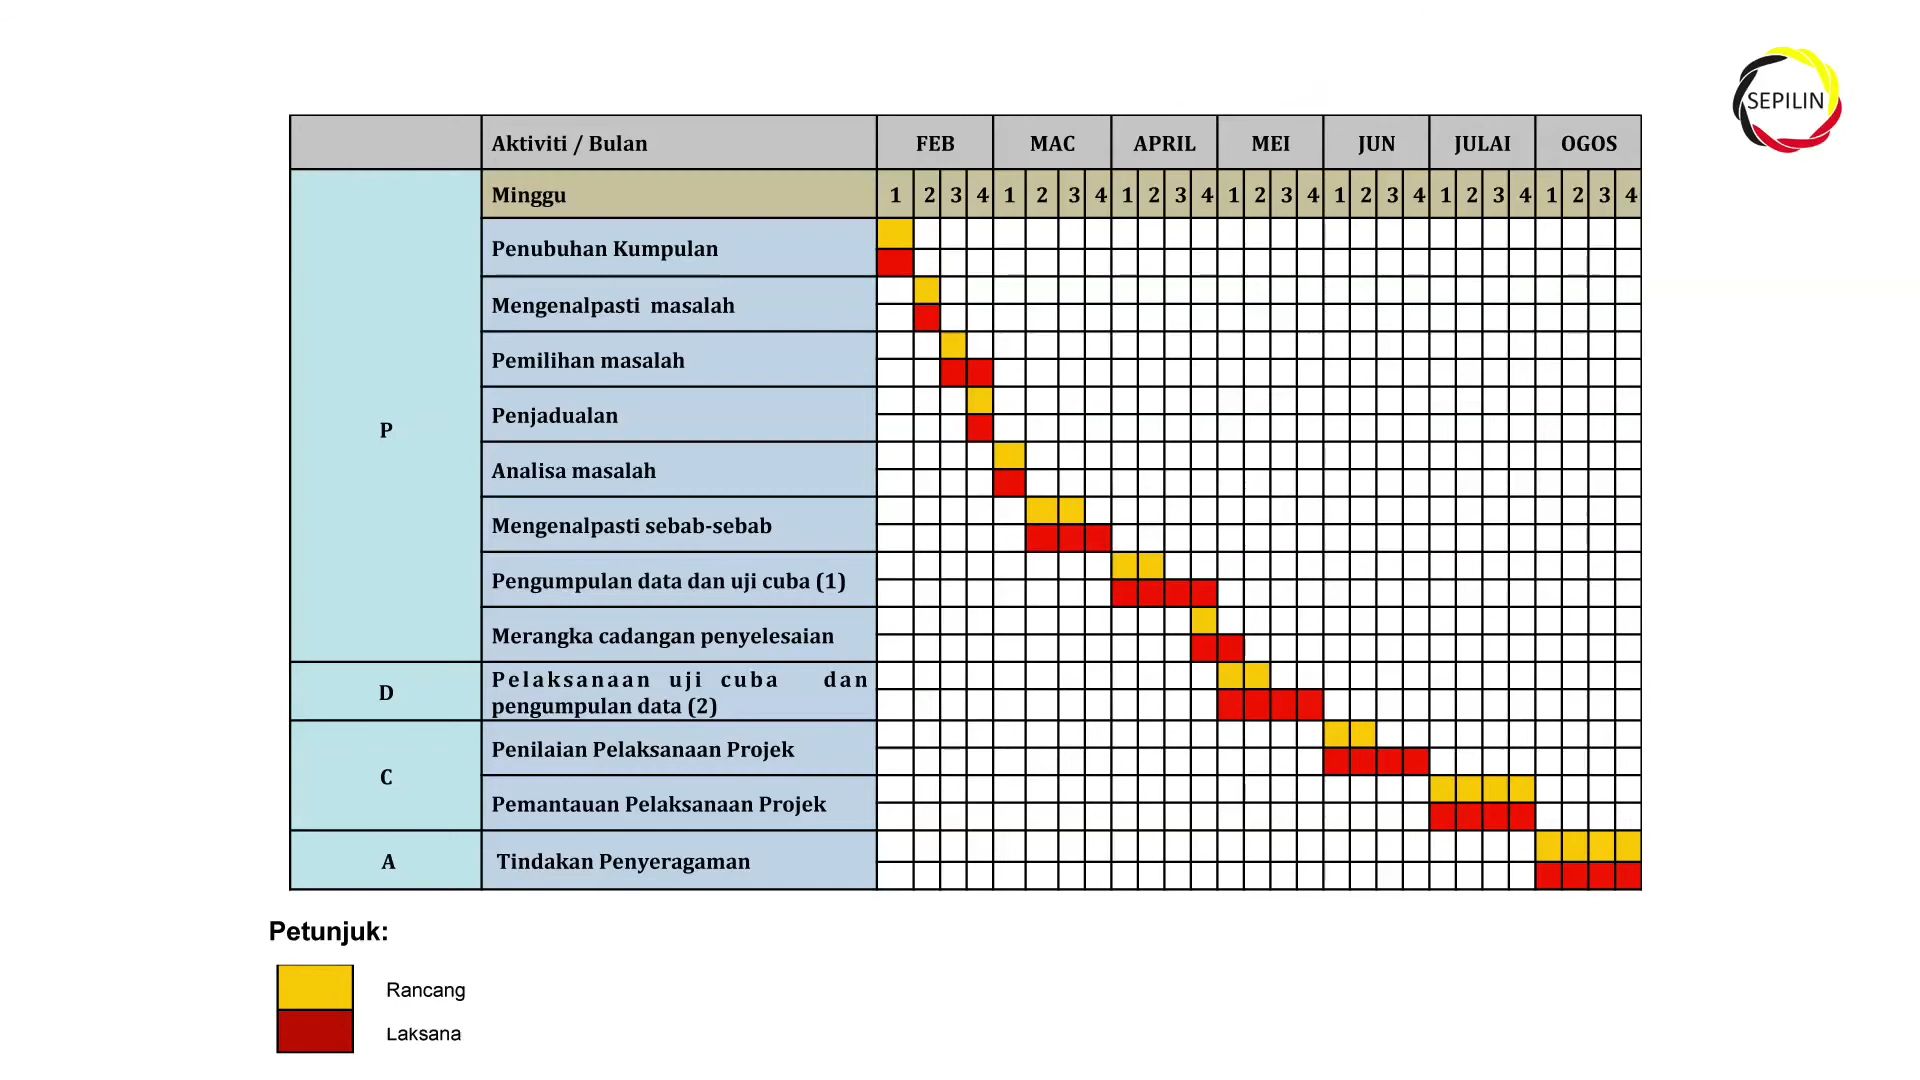 SEPILIN
Aktiviti / Bulan FEB MAC APRIL MEI JUN JULAI OGOS
P
Minggu 1 2 3 4 1 2 3 4 1 2 3 4 1 2 3 4 1 2 3 4 1 2 3 4 1 2 3 4
Penubuhan Kumpulan
Mengenalpasti masalah
Pemilihan masalah
Penjadualan
Analisa masalah
Mengenalpasti sebab-sebab
Pengumpulan data dan uji cuba (1)
Merangka cadangan penyelesaian
D
Pelaksanaan uji cuba dan
pengumpulan data (2)
C
Penilaian Pelaksanaan Projek
Pemantauan Pelaksanaan Projek
A
Tindakan Penyeragaman
Petunjuk:
Rancang
Laksana